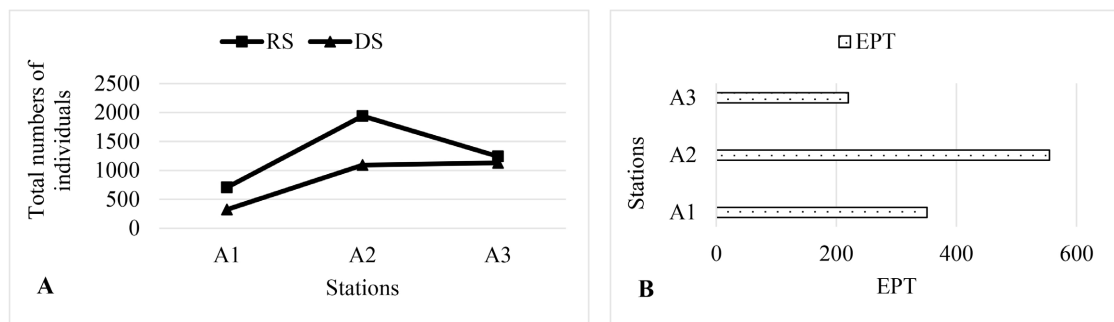 RS DS
Total numbers of
individuals
2500
2000
1500
1000
500
0
A1 A2 A3
Stations
A
EPT
Stations
A3
A2
A1
0 200 400 600
EPT
B